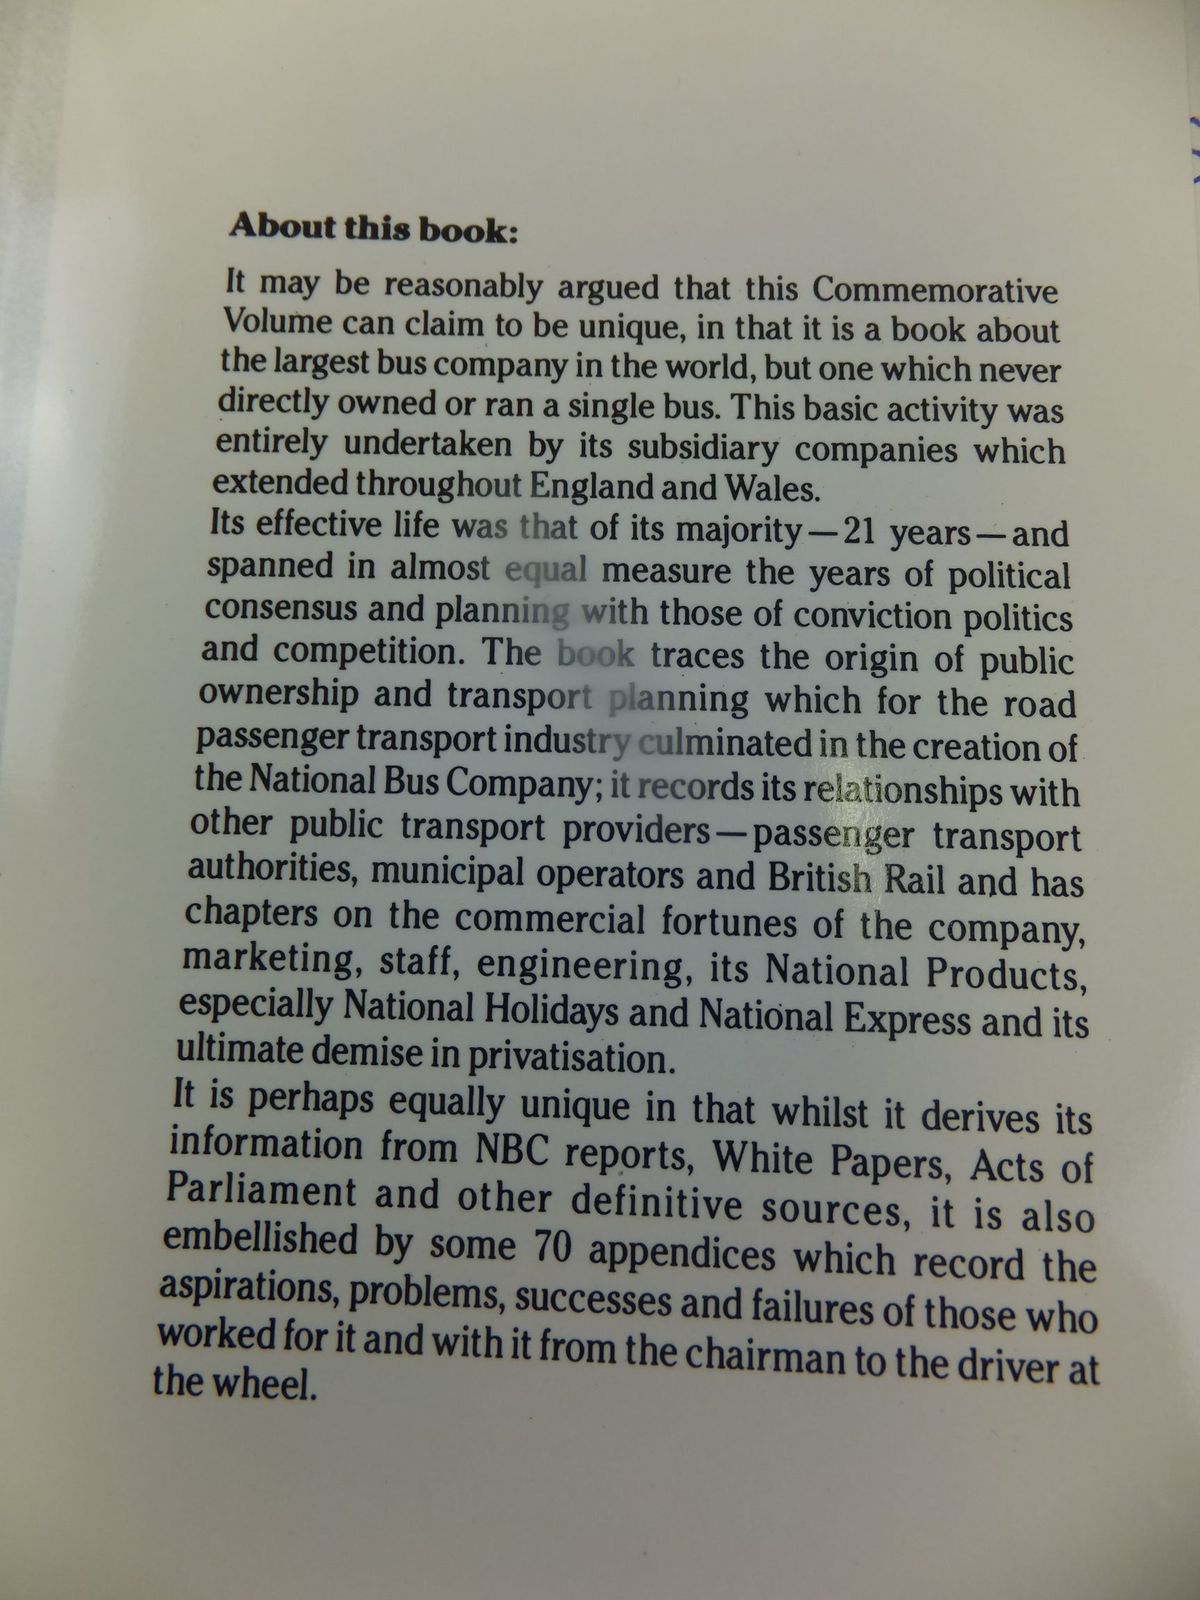 About this book:
It may be reasonably argued that this Commemorative
Volume can claim to be unique, in that it is a book about
the largest bus company in the world, but one which never
directly owned or ran a single bus. This basic activity was
entirely undertaken by its subsidiary companies which
extended throughout England and Wales.
Its effective life was that of its majority—21 years—and
spanned in almost equal measure the years of political
consensus and planning with those of conviction politics
and competition. The book traces the origin of public
ownership and transport planning which for the road
passenger transport industry culminated in the creation of
the National Bus Company; it records its relationships with
other public transport providers—passenger transport
authorities, municipal operators and British Rail and has
chapters on the commercial fortunes of the company,
marketing, staff, engineering, its National Products,
especially National Holidays and National Express and its
ultimate demise in privatisation.
It is perhaps equally unique in that whilst it derives its
information from NBC reports, White Papers, Acts of
Parliament and other definitive sources, it is also
embellished by some 70 appendices which record the
aspirations, problems, successes and failures of those who
worked for it and with it from the chairman to the driver at
the wheel.